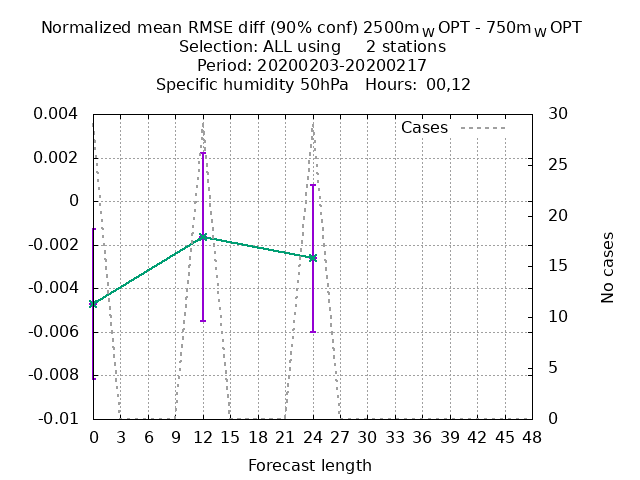 Normalized mean RMSE diff (90% conf) 2500m_W OPT - 750m_W OPT
Selection: ALL using 2 stations
Period: 20200203-20200217
Specific humidity 50hPa Hours: 00,12
Cases
0.004
0.002
0
-0.002
-0.004
-0.006
-0.008
-0.01
30
25
20
15
10
5
0
No cases
0 3 6 9 12 15 18 21 24 27 30 33 36 39 42 45 48
Forecast length